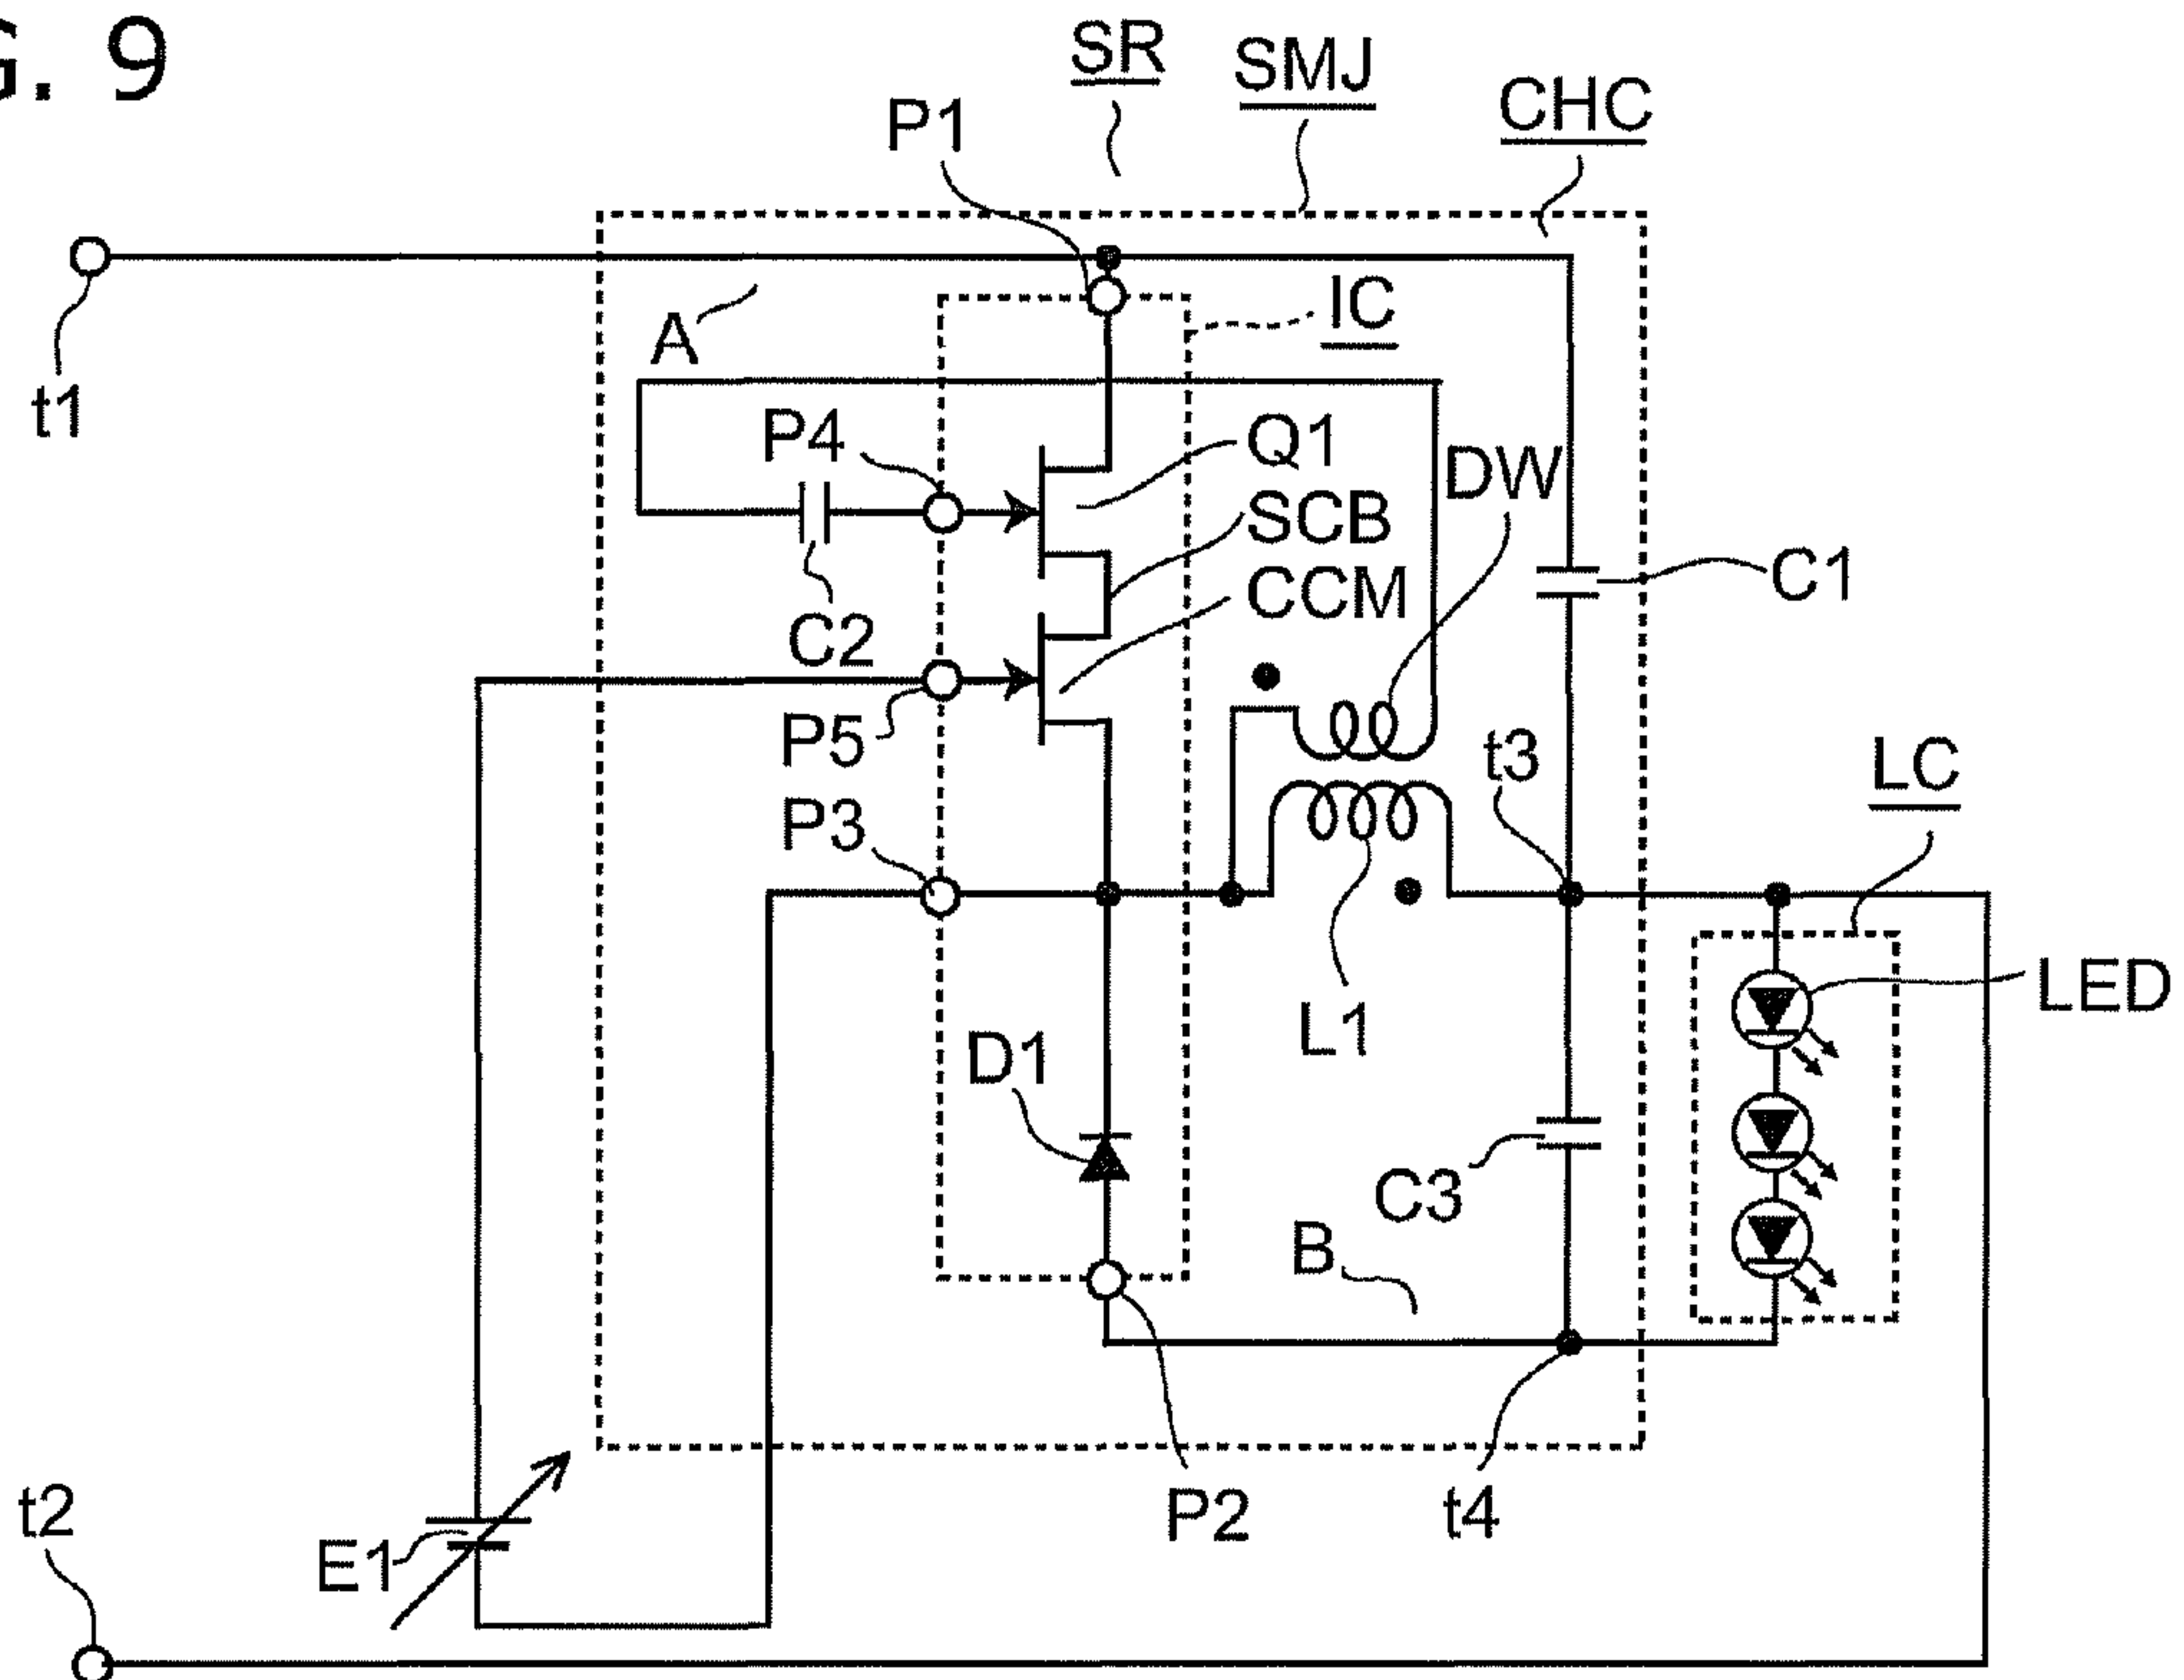 G. 9
SR
SMJ
CHC
P1
t1
A
IC
P4
Q1
DW
SCB
C1
CCM
C2
P5
t3
LC
P3
LED
L1
D1
C3
B
t2
E1
P2
t4